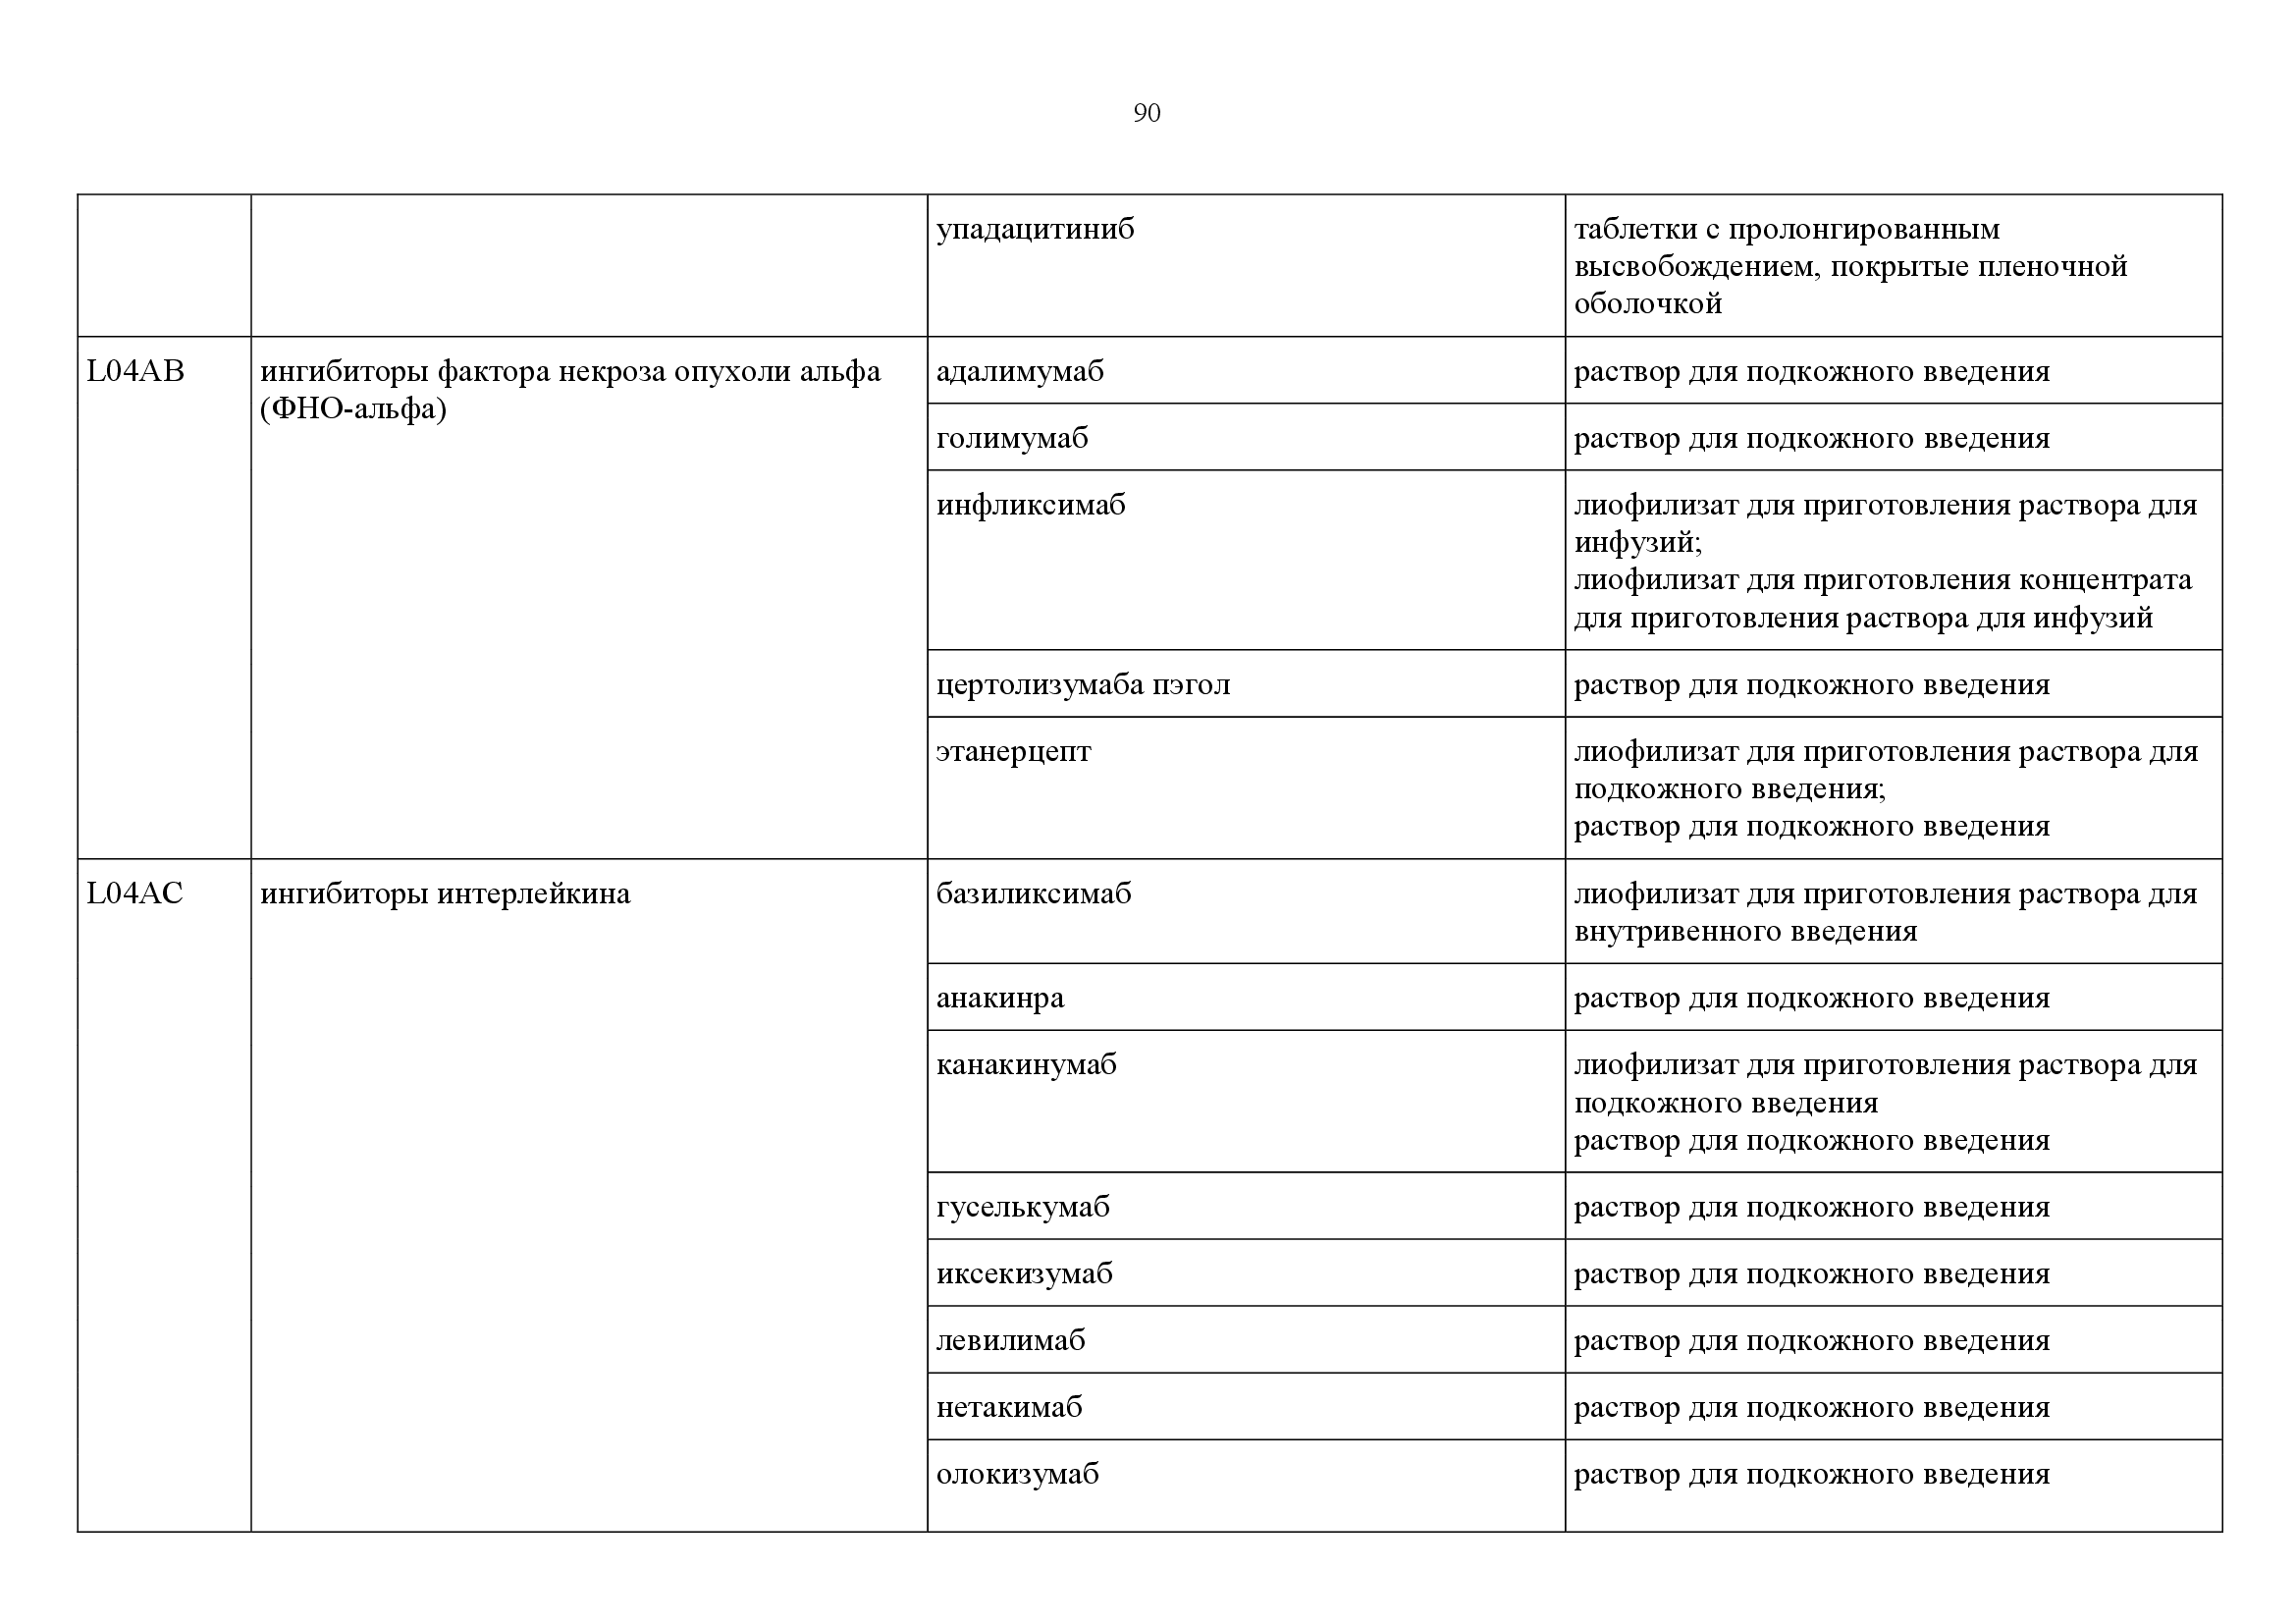 90
упадацитиниб
таблетки с пролонгированным
высвобождением, покрытые пленочной
оболочкой
L04AB
ингибиторы фактора некроза опухоли альфа
(ФНО-альфа)
адалимумаб
раствор для подкожного введения
голимумаб
раствор для подкожного введения
инфликсимаб
лиофилизат для приготовления раствора для
инфузий;
лиофилизат для приготовления концентрата
для приготовления раствора для инфузий
цертолизумаба пэгол
раствор для подкожного введения
этанерцепт
лиофилизат для приготовления раствора для
подкожного введения;
раствор для подкожного введения
L04AC
ингибиторы интерлейкина
базиликсимаб
лиофилизат для приготовления раствора для
внутривенного введения
анакинра
раствор для подкожного введения
канакинумаб
лиофилизат для приготовления раствора для
подкожного введения
раствор для подкожного введения
гуселькумаб
раствор для подкожного введения
иксекизумаб
раствор для подкожного введения
левилимаб
раствор для подкожного введения
нетакимаб
раствор для подкожного введения
олокизумаб
раствор для подкожного введения